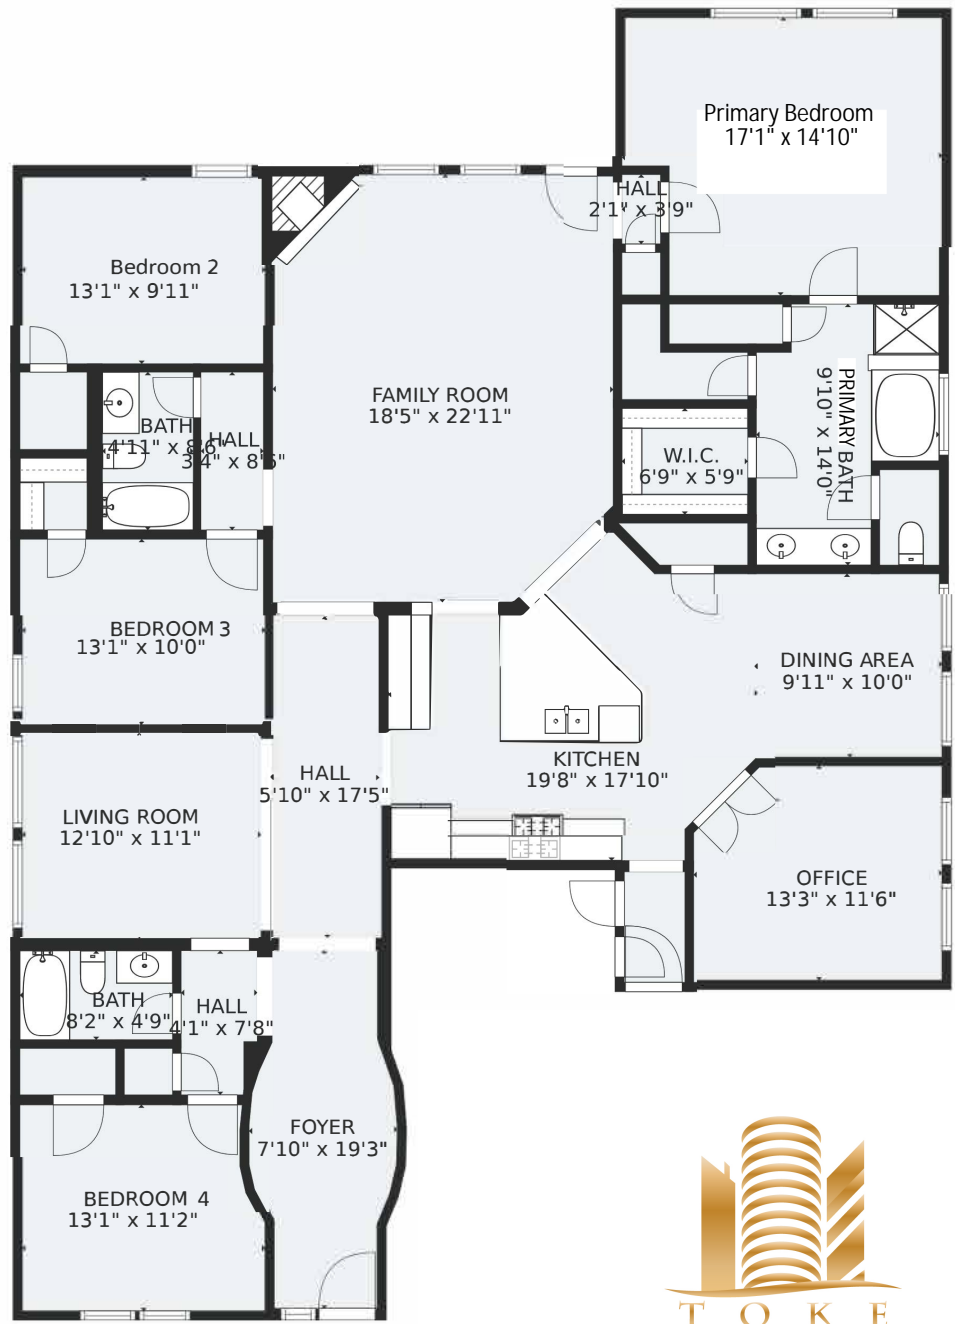 Primary Bedroom
17'1" x 14'10"
HALL
2'1" x 3'9"
Bedroom 2
13'1" x 9'11"
FAMILY ROOM
18'5" x 22'11"
BATH
4'11" x 8'6"
HALL
3'4" x 8'5"
W.I.C.
6'9" x 5'9"
PRIMARY BATH
9'10" x 14'0"
BEDROOM 3
13'1" x 10'0"
DINING AREA
9'11" x 10'0"
KITCHEN
19'8" x 17'10"
HALL
5'10" x 17'5"
LIVING ROOM
12'10" x 11'1"
OFFICE
13'3" x 11'6"
BATH
8'2" x 4'9"
HALL
4'1" x 7'8"
FOYER
7'10" x 19'3"
BEDROOM 4
13'1" x 11'2"
TOKE